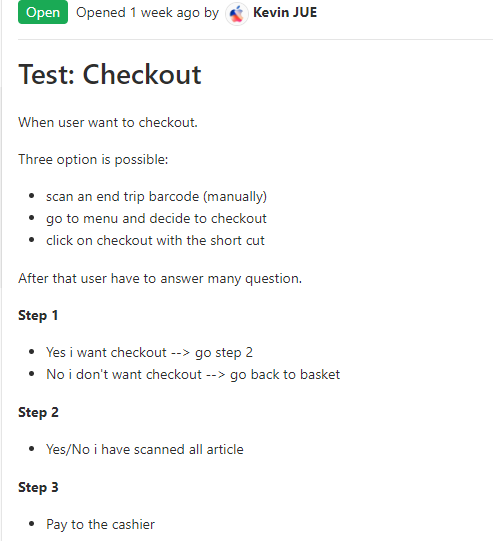 Open Opened 1 week ago by Kevin JUE
Test: Checkout
When user want to checkout.
Three option is possible:
• scan an end trip barcode (manually)
• go to menu and decide to checkout
• click on checkout with the short cut
After that user have to answer many question.
Step 1
• Yes i want checkout --> go step 2
• No i don't want checkout --> go back to basket
Step 2
• Yes/No i have scanned all article
Step 3
• Pay to the cashier